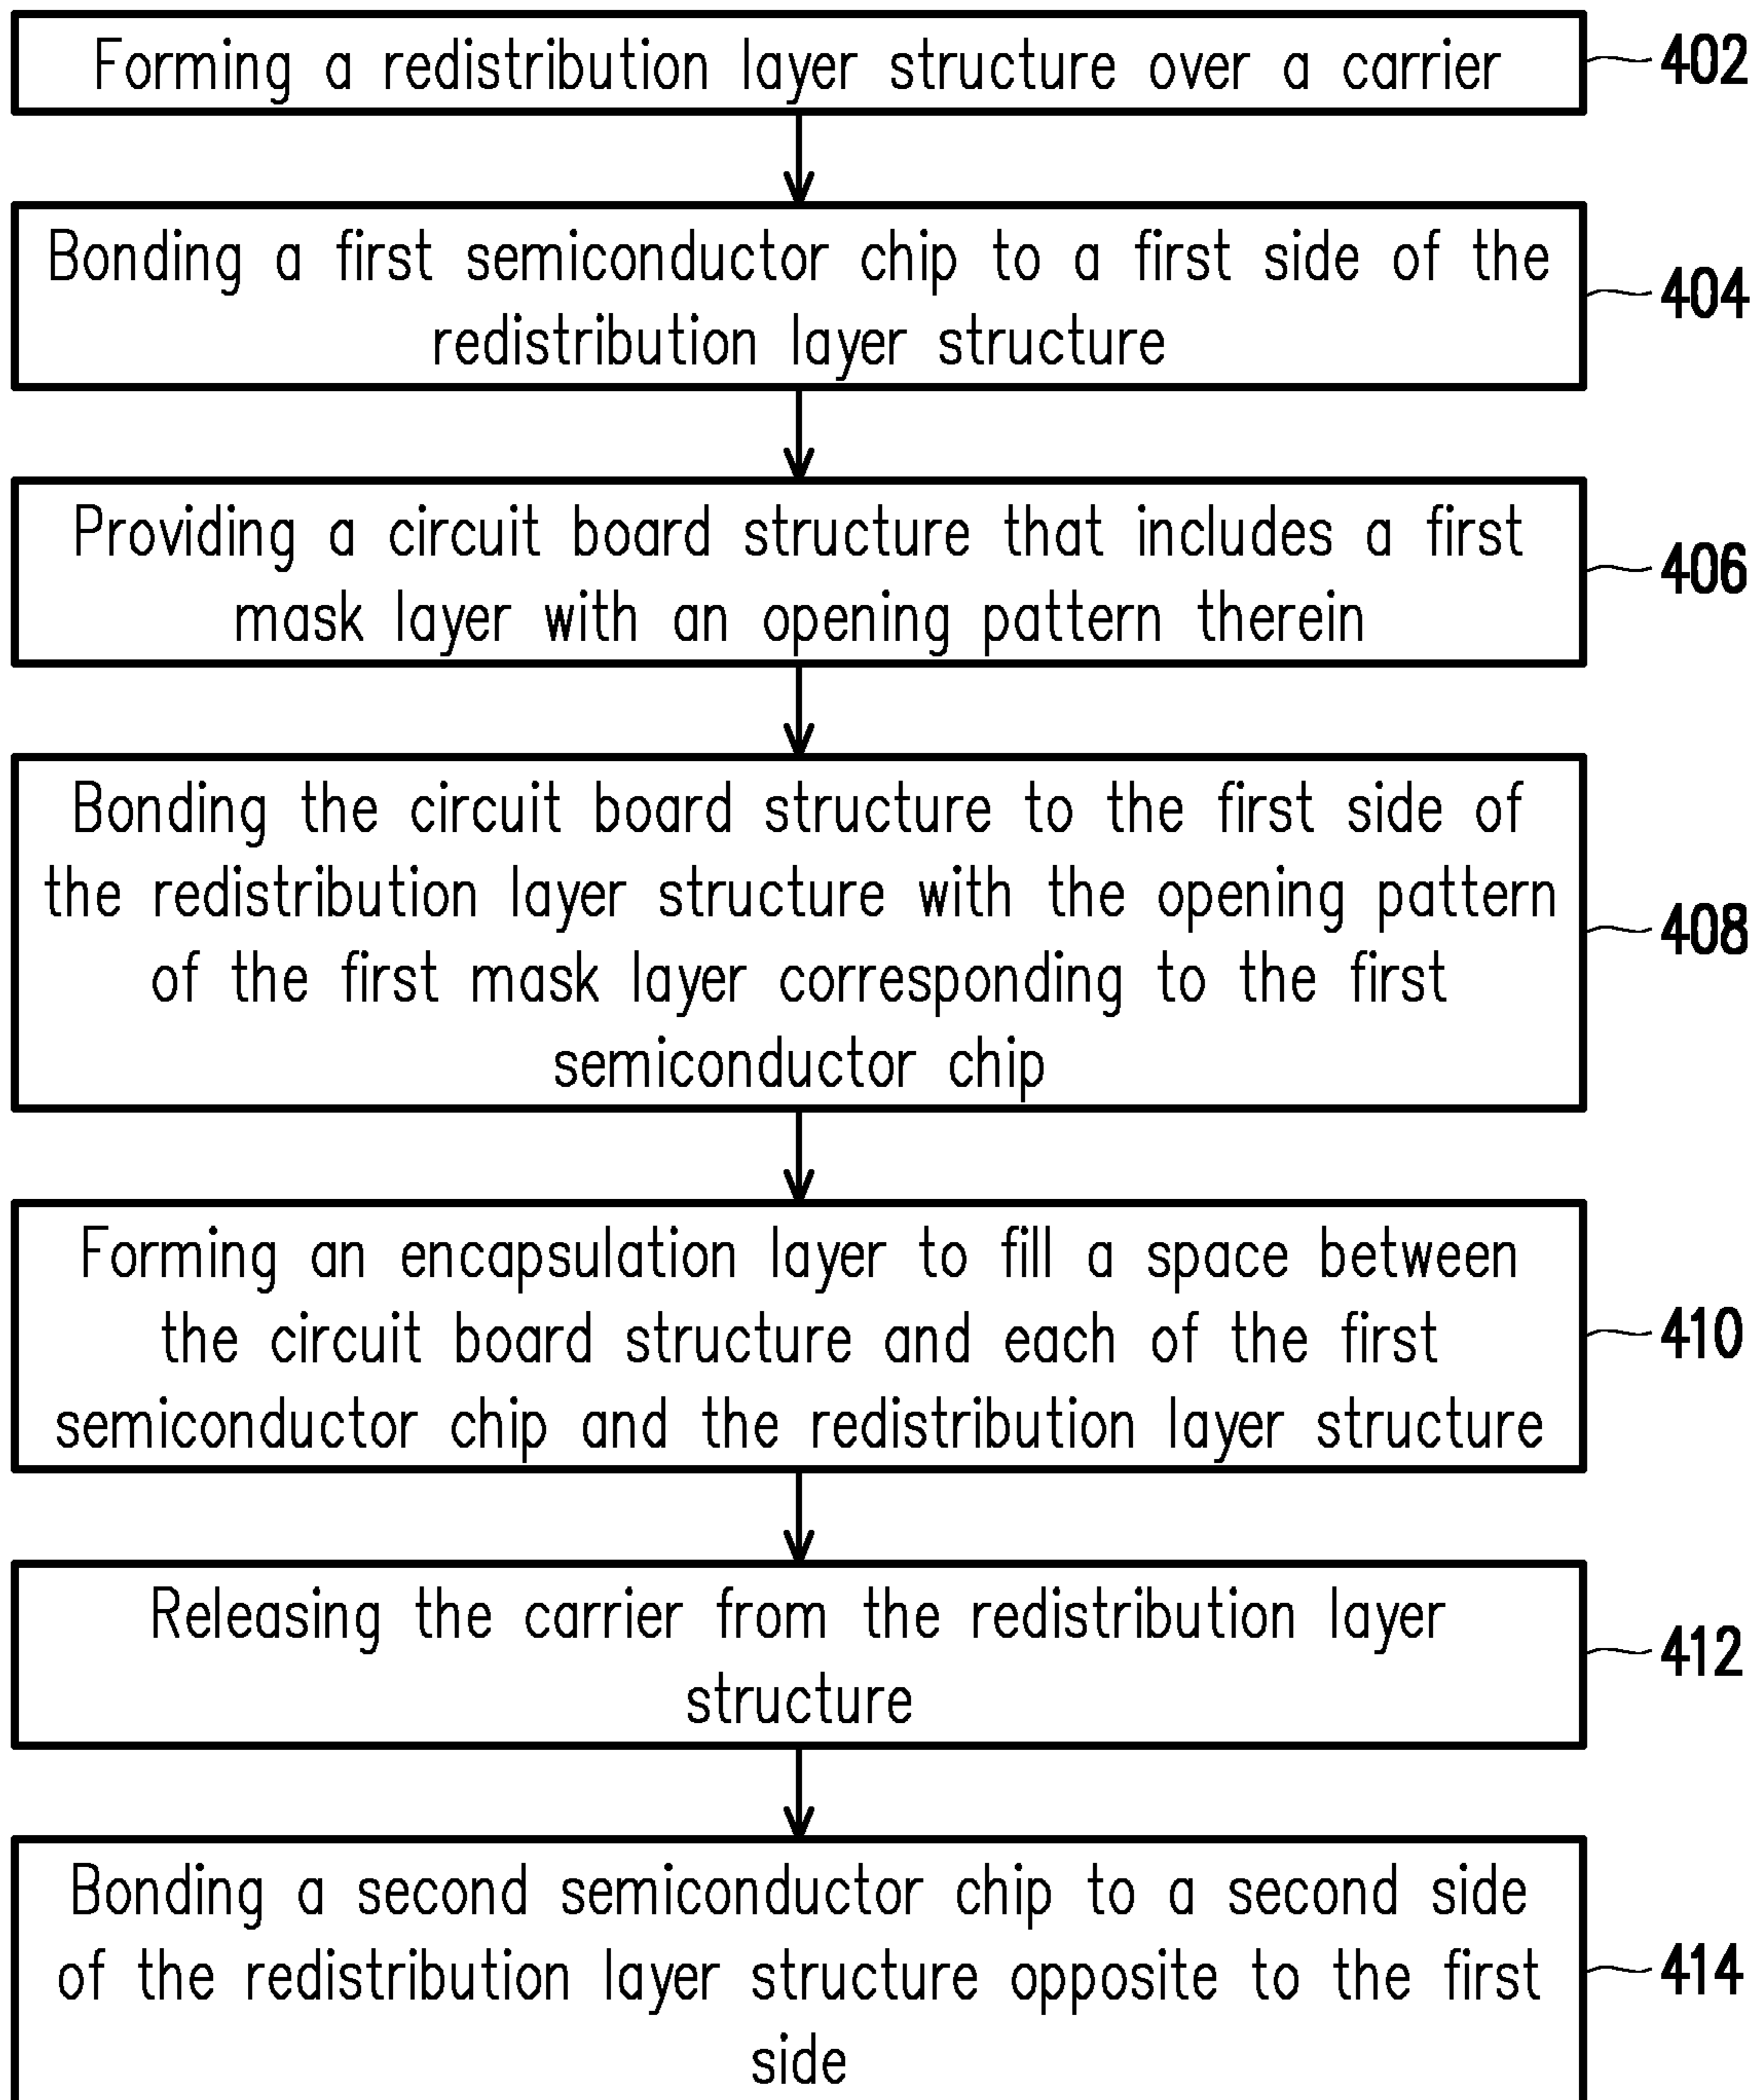 Forming a redistribution layer structure over a carrier
402
Bonding a first semiconductor chip to a first side of the
redistribution layer structure
404
Providing a circuit board structure that includes a first
mask layer with an opening pattern therein
406
Bonding the circuit board structure to the first side of
the redistribution layer structure with the opening pattern
of the first mask layer corresponding to the first
semiconductor chip
408
Forming an encapsulation layer to fill a space between
the circuit board structure and each of the first
semiconductor chip and the redistribution layer structure
410
Releasing the carrier from the redistribution layer
structure
412
Bonding a second semiconductor chip to a second side
of the redistribution layer structure opposite to the first
side
414